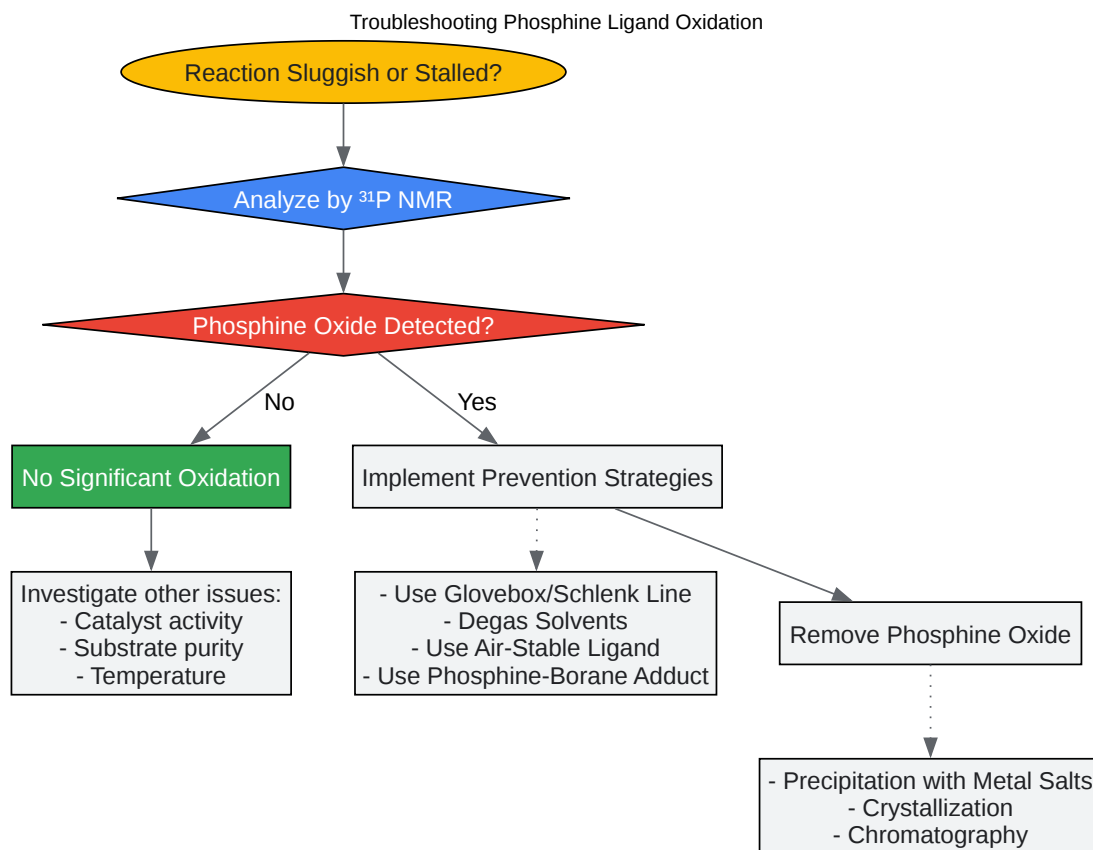 Troubleshooting Phosphine Ligand Oxidation
Reaction Sluggish or Stalled?
Analyze by ³¹P NMR
Phosphine Oxide Detected?
No
Yes
No Significant Oxidation
Implement Prevention Strategies
Investigate other issues:
- Catalyst activity
- Substrate purity
- Temperature
- Use Glovebox/Schlenk Line
- Degas Solvents
- Use Air-Stable Ligand
- Use Phosphine-Borane Adduct
Remove Phosphine Oxide
- Precipitation with Metal Salts
- Crystallization
- Chromatography